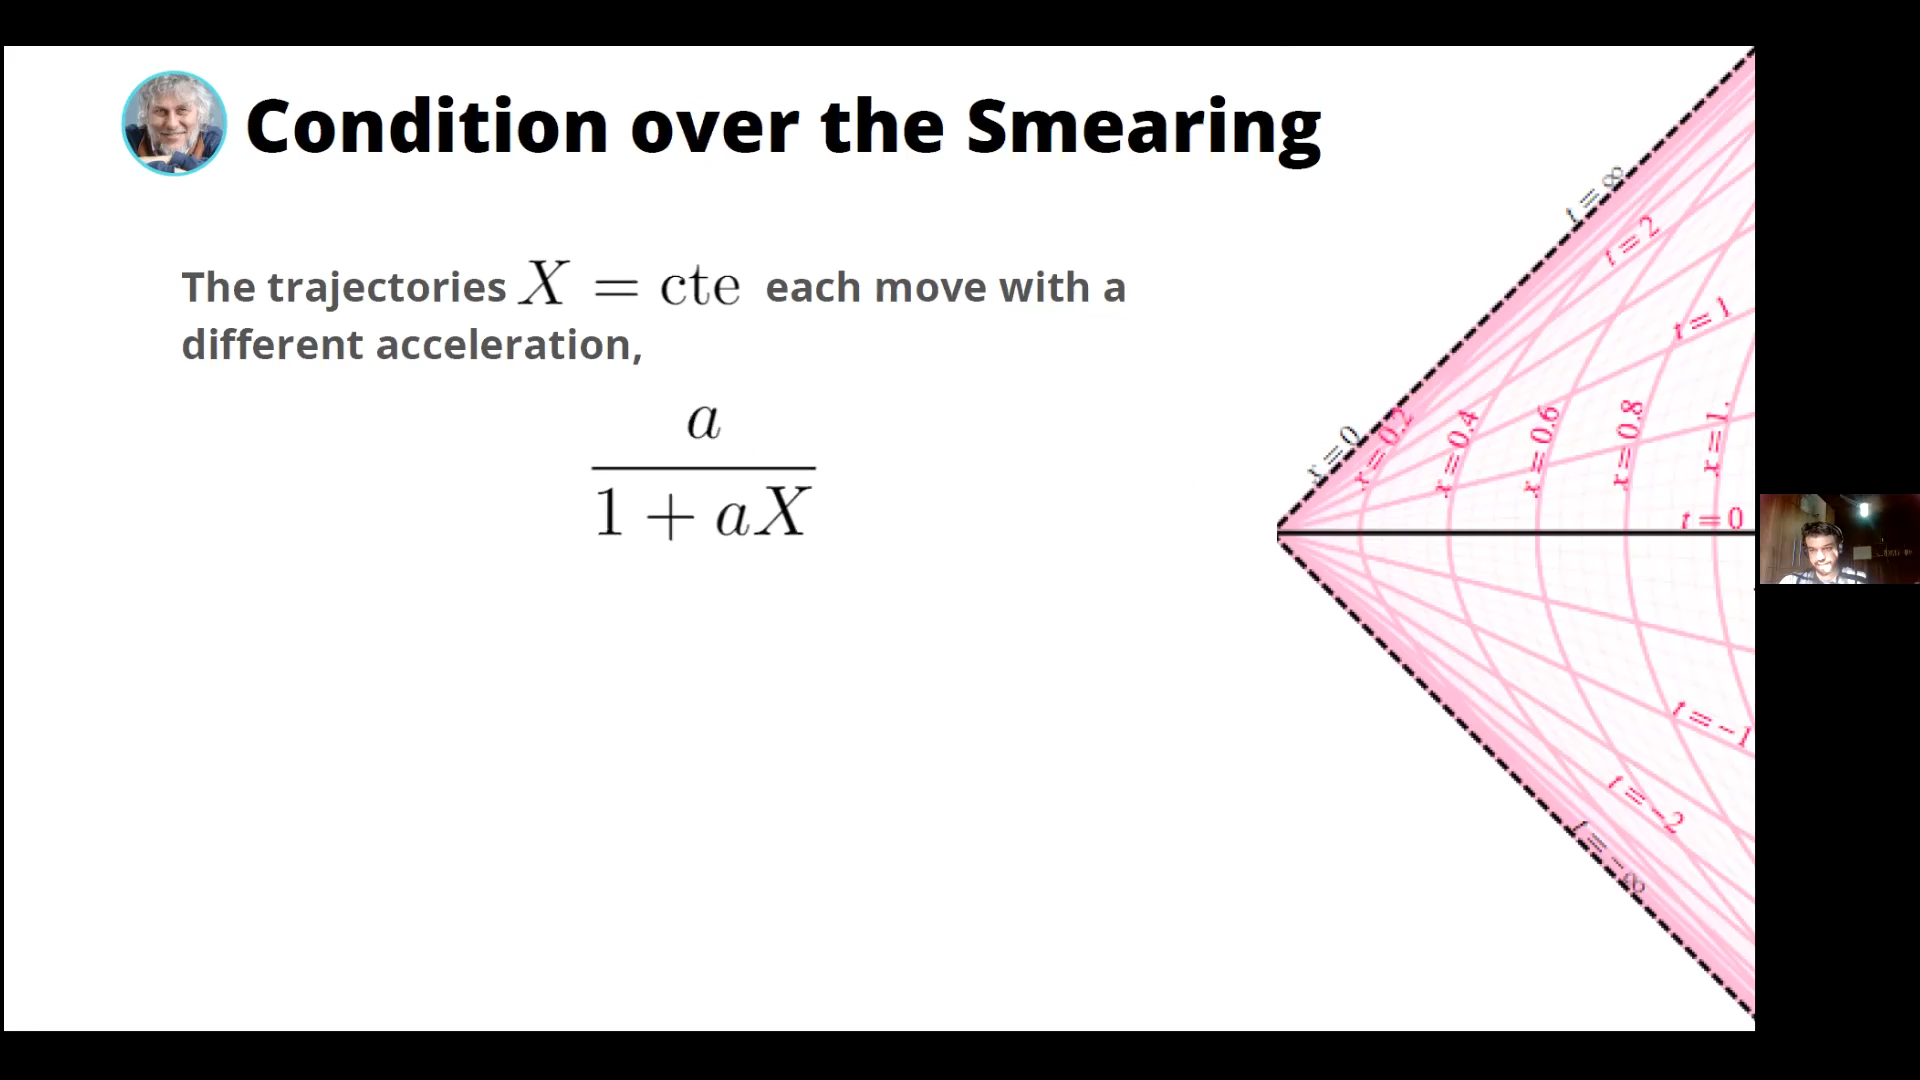 Condition over the Smearing
The trajectories X = cte each move with a
different acceleration,
a
1 + aX
t = ∞
t = 2
t = 1
x = 0
x = 0.2
x = 0.4
x = 0.6
x = 0.8
x = 1.
t = 0
t = −1
t = −2
t = −∞